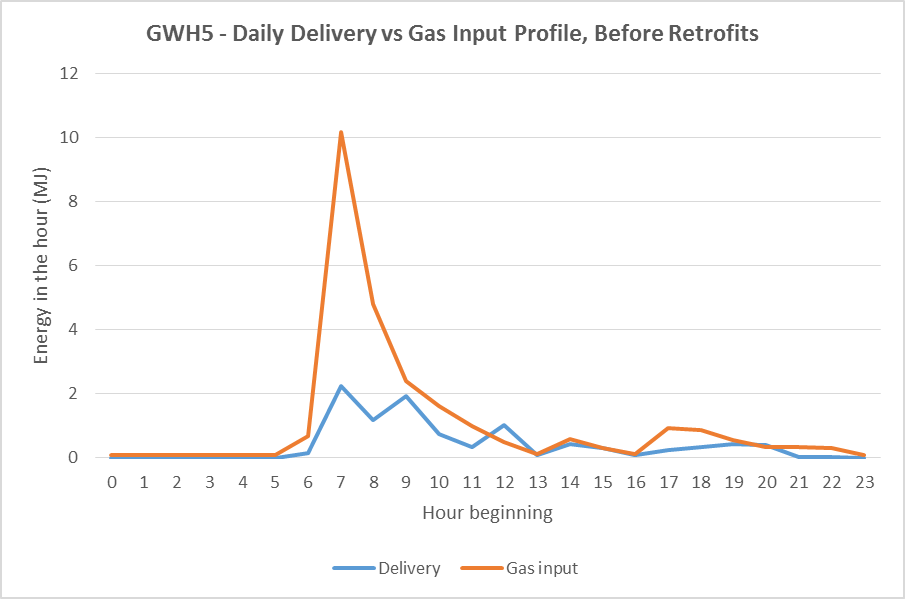 GWH5 - Daily Delivery vs Gas Input Profile, Before Retrofits
Energy in the hour (MJ)
12
10
8
6
4
2
0
0 1 2 3 4 5 6 7 8 9 10 11 12 13 14 15 16 17 18 19 20 21 22 23
Hour beginning
Delivery Gas input